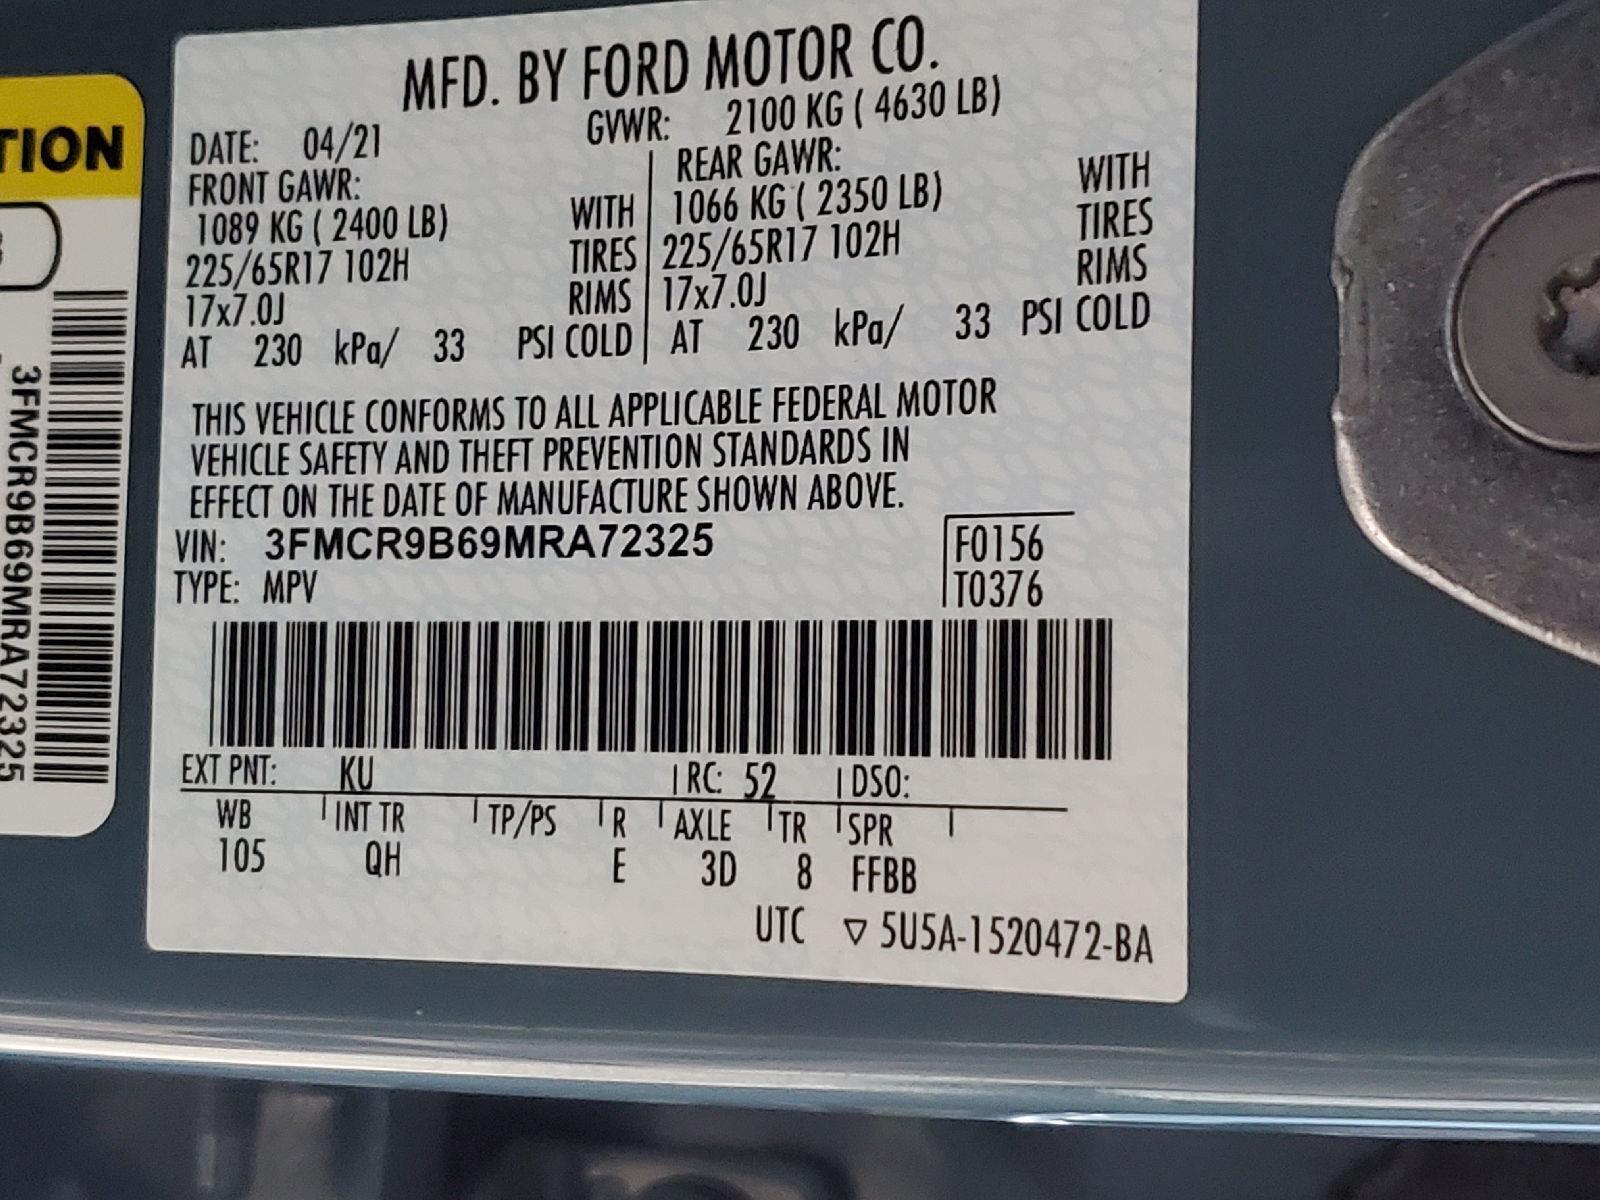 MFD. BY FORD MOTOR CO.
DATE: 04/21 GVWR: 2100 KG ( 4630 LB)
FRONT GAWR: REAR GAWR:
1089 KG ( 2400 LB) WITH 1066 KG ( 2350 LB) WITH
225/65R17 102H TIRES 225/65R17 102H TIRES
17x7.0J RIMS 17x7.0J RIMS
AT 230 kPa/ 33 PSI COLD AT 230 kPa/ 33 PSI COLD
THIS VEHICLE CONFORMS TO ALL APPLICABLE FEDERAL MOTOR
VEHICLE SAFETY AND THEFT PREVENTION STANDARDS IN
EFFECT ON THE DATE OF MANUFACTURE SHOWN ABOVE.
VIN: 3FMCR9B69MRA72325 F0156
TYPE: MPV T0376
EXT PNT: KU RC: 52 DSO:
WB INT TR TP/PS R AXLE TR SPR
105 QH E 3D 8 FFBB
UTC ▽ 5U5A-1520472-BA
TION
3FMCR9B69MRA72325